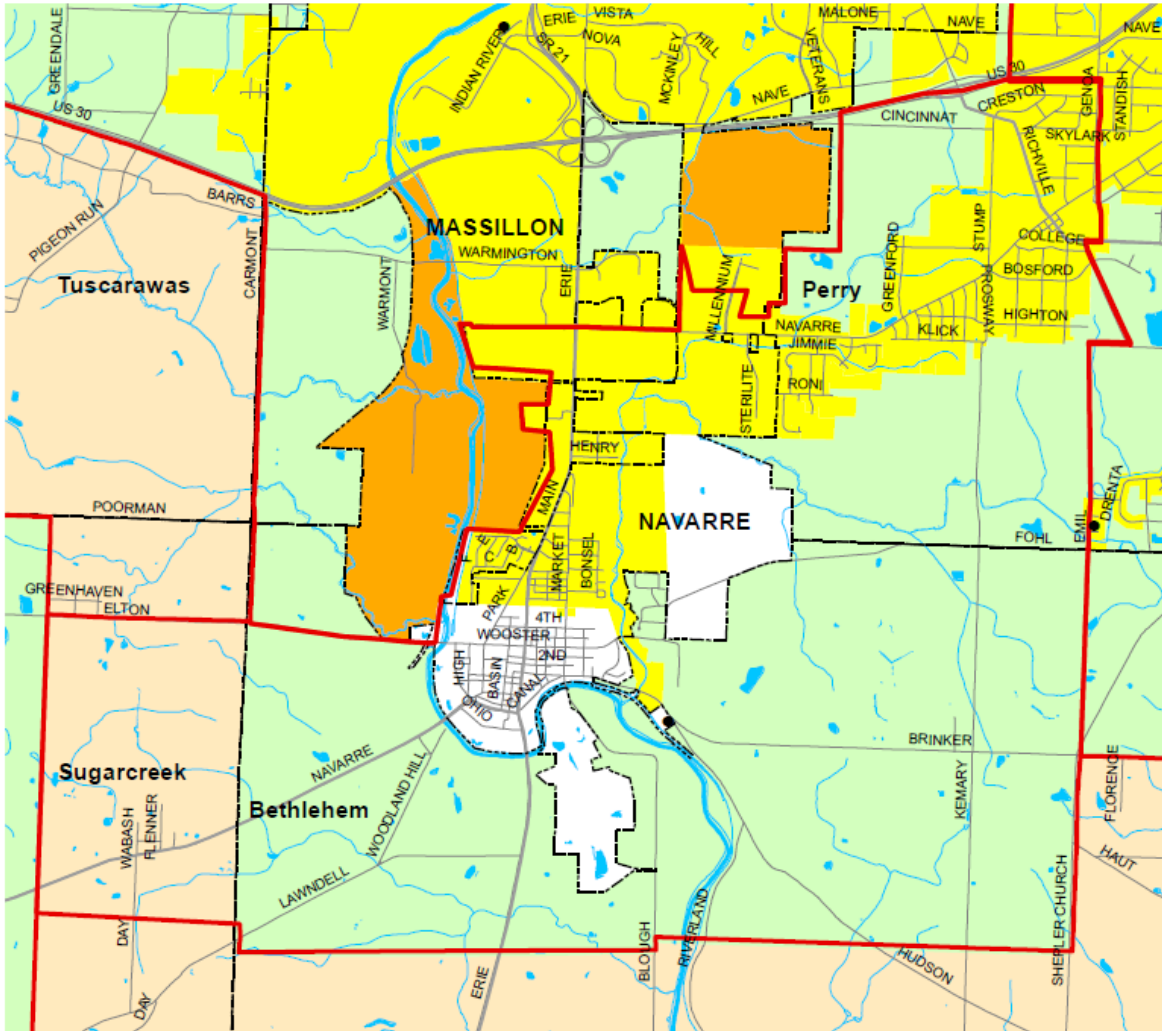 ERIE
VISTA
MALONE
NAVE
NAVE
GREENDALE
NOVA
SR 21
HILL
VETERANS
INDIAN RIVER
MCKINLEY
US 30
GENOA
STANDISH
NAVE
CRESTON
US 30
CINCINNAT
SKYLARK
RICHVILLE
BARRS
PIGEON RUN
MASSILLON
STUMP
CARMONT
WARMINGTON
GREENFORD
COLLEGE
Tuscarawas
ERIE
MILLENNIUM
Perry
BOSFORD
PROSWAY
WARMONT
HIGHTON
NAVARRE
KLICK
JIMMIE
RONI
STERILITE
HENRY
DRENTA
MAIN
POORMAN
NAVARRE
EMIL
FOHL
E
F
C
B
MARKET
BONSEL
GREENHAVEN
ELTON
PARK
4TH
WOOSTER
2ND
HIGH
BASIN
CANAL
OHIO
BRINKER
NAVARRE
Sugarcreek
WOODLAND HILL
KEMARY
FLORENCE
Bethlehem
WABASH
FLENNER
HAUT
LAWNDELL
SHEPLER CHURCH
DAY
BLOUGH
RIVERLAND
HUDSON
ERIE
DAY